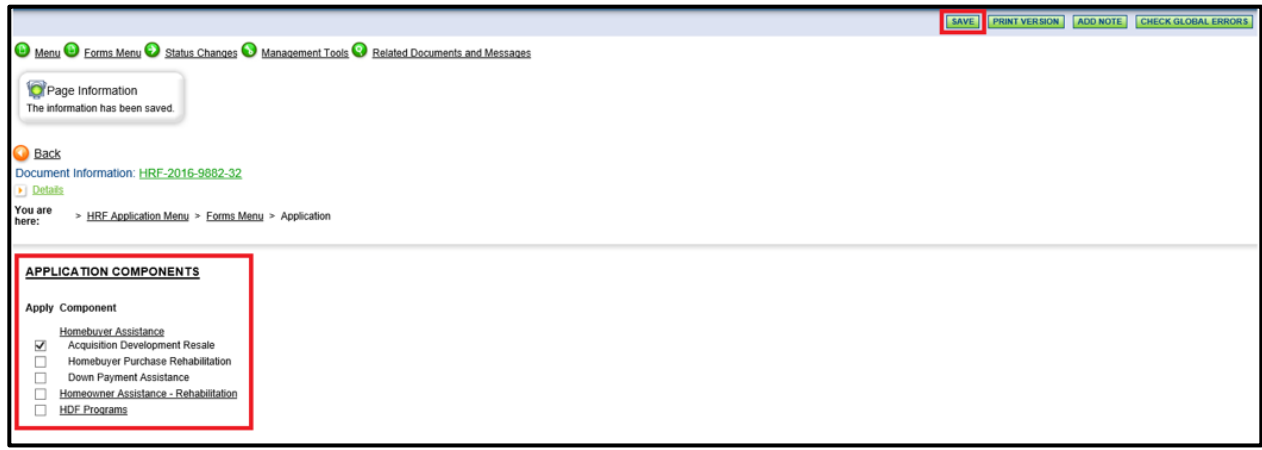 SAVE PRINT VERSION ADD NOTE CHECK GLOBAL ERRORS
Menu Forms Menu Status Changes Management Tools Related Documents and Messages
Page Information
The information has been saved.
Back
Document Information: HRF-2016-9882-32
Details
You are here: > HRF Application Menu > Forms Menu > Application
APPLICATION COMPONENTS
Apply Component
Homebuyer Assistance
Acquisition Development Resale
Homebuyer Purchase Rehabilitation
Down Payment Assistance
Homeowner Assistance - Rehabilitation
HDF Programs